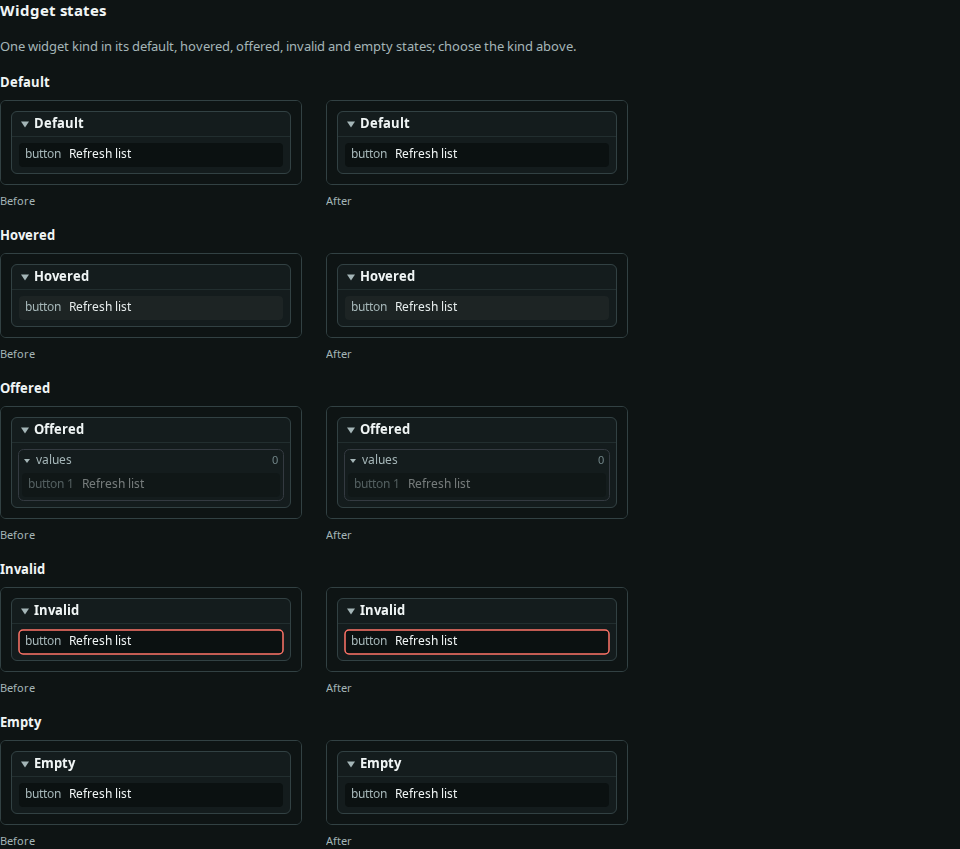 Widget states
One widget kind in its default, hovered, offered, invalid and empty states; choose the kind above.
Default
Default
button Refresh list
Before
Default
button Refresh list
After
Hovered
Hovered
button Refresh list
Before
Hovered
button Refresh list
After
Offered
Offered
values 0
button 1 Refresh list
Before
Offered
values 0
button 1 Refresh list
After
Invalid
Invalid
button Refresh list
Before
Invalid
button Refresh list
After
Empty
Empty
button Refresh list
Before
Empty
button Refresh list
After